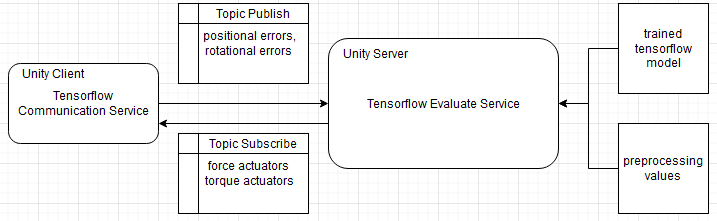 Topic Publish
positional errors,
rotational errors
Unity Client
Tensorflow
Communication Service
Unity Server
Tensorflow Evaluate Service
Topic Subscribe
force actuators
torque actuators
trained
tensorflow
model
preprocessing
values